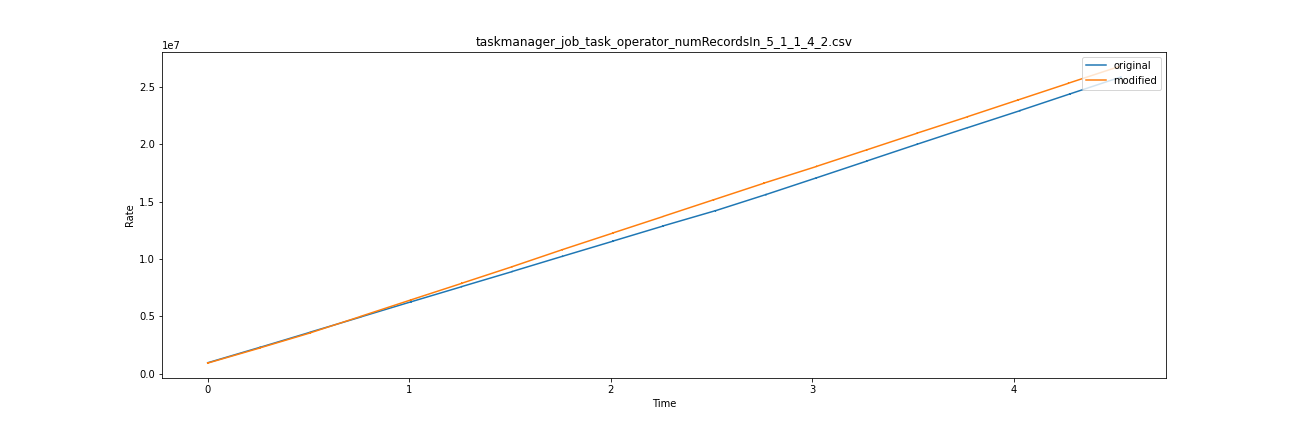 taskmanager_job_task_operator_numRecordsIn_5_1_1_4_2.csv
1e7
original
modified
2.5
2.0
1.5
1.0
0.5
0.0
Rate
0 1 2 3 4
Time